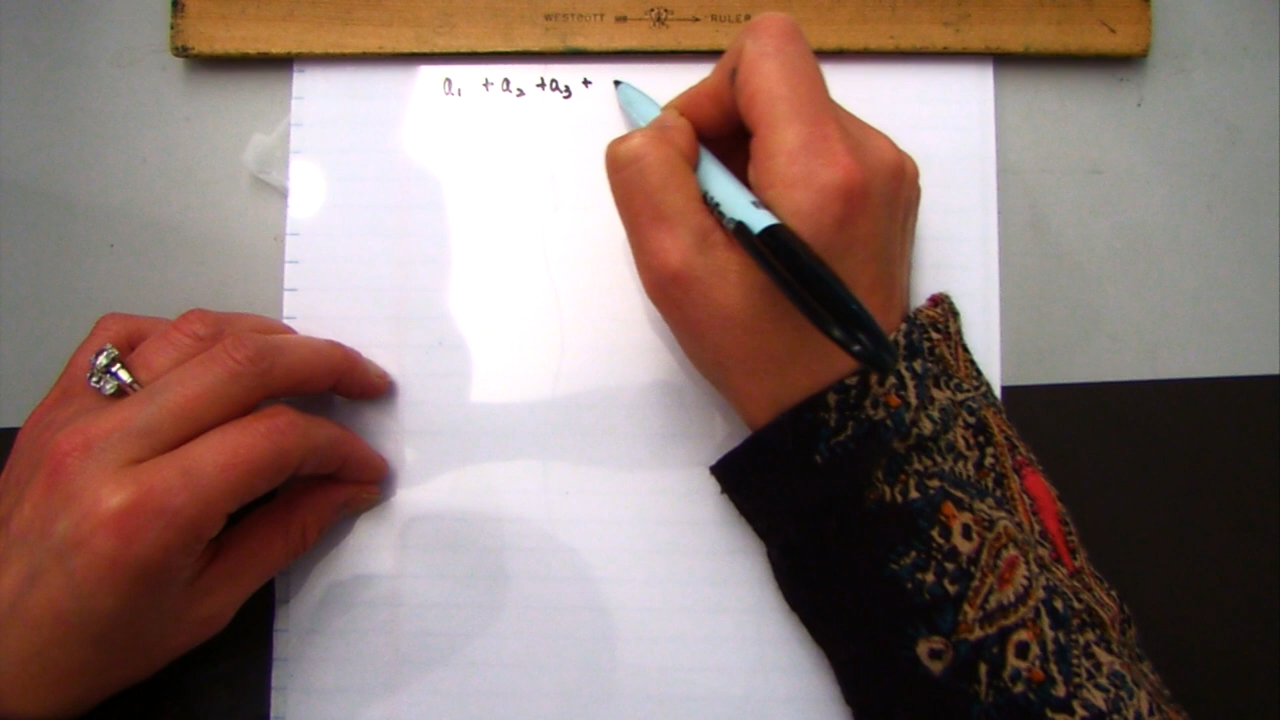 WESTCOTT RULER
a₁ + a₂ + a₃ +